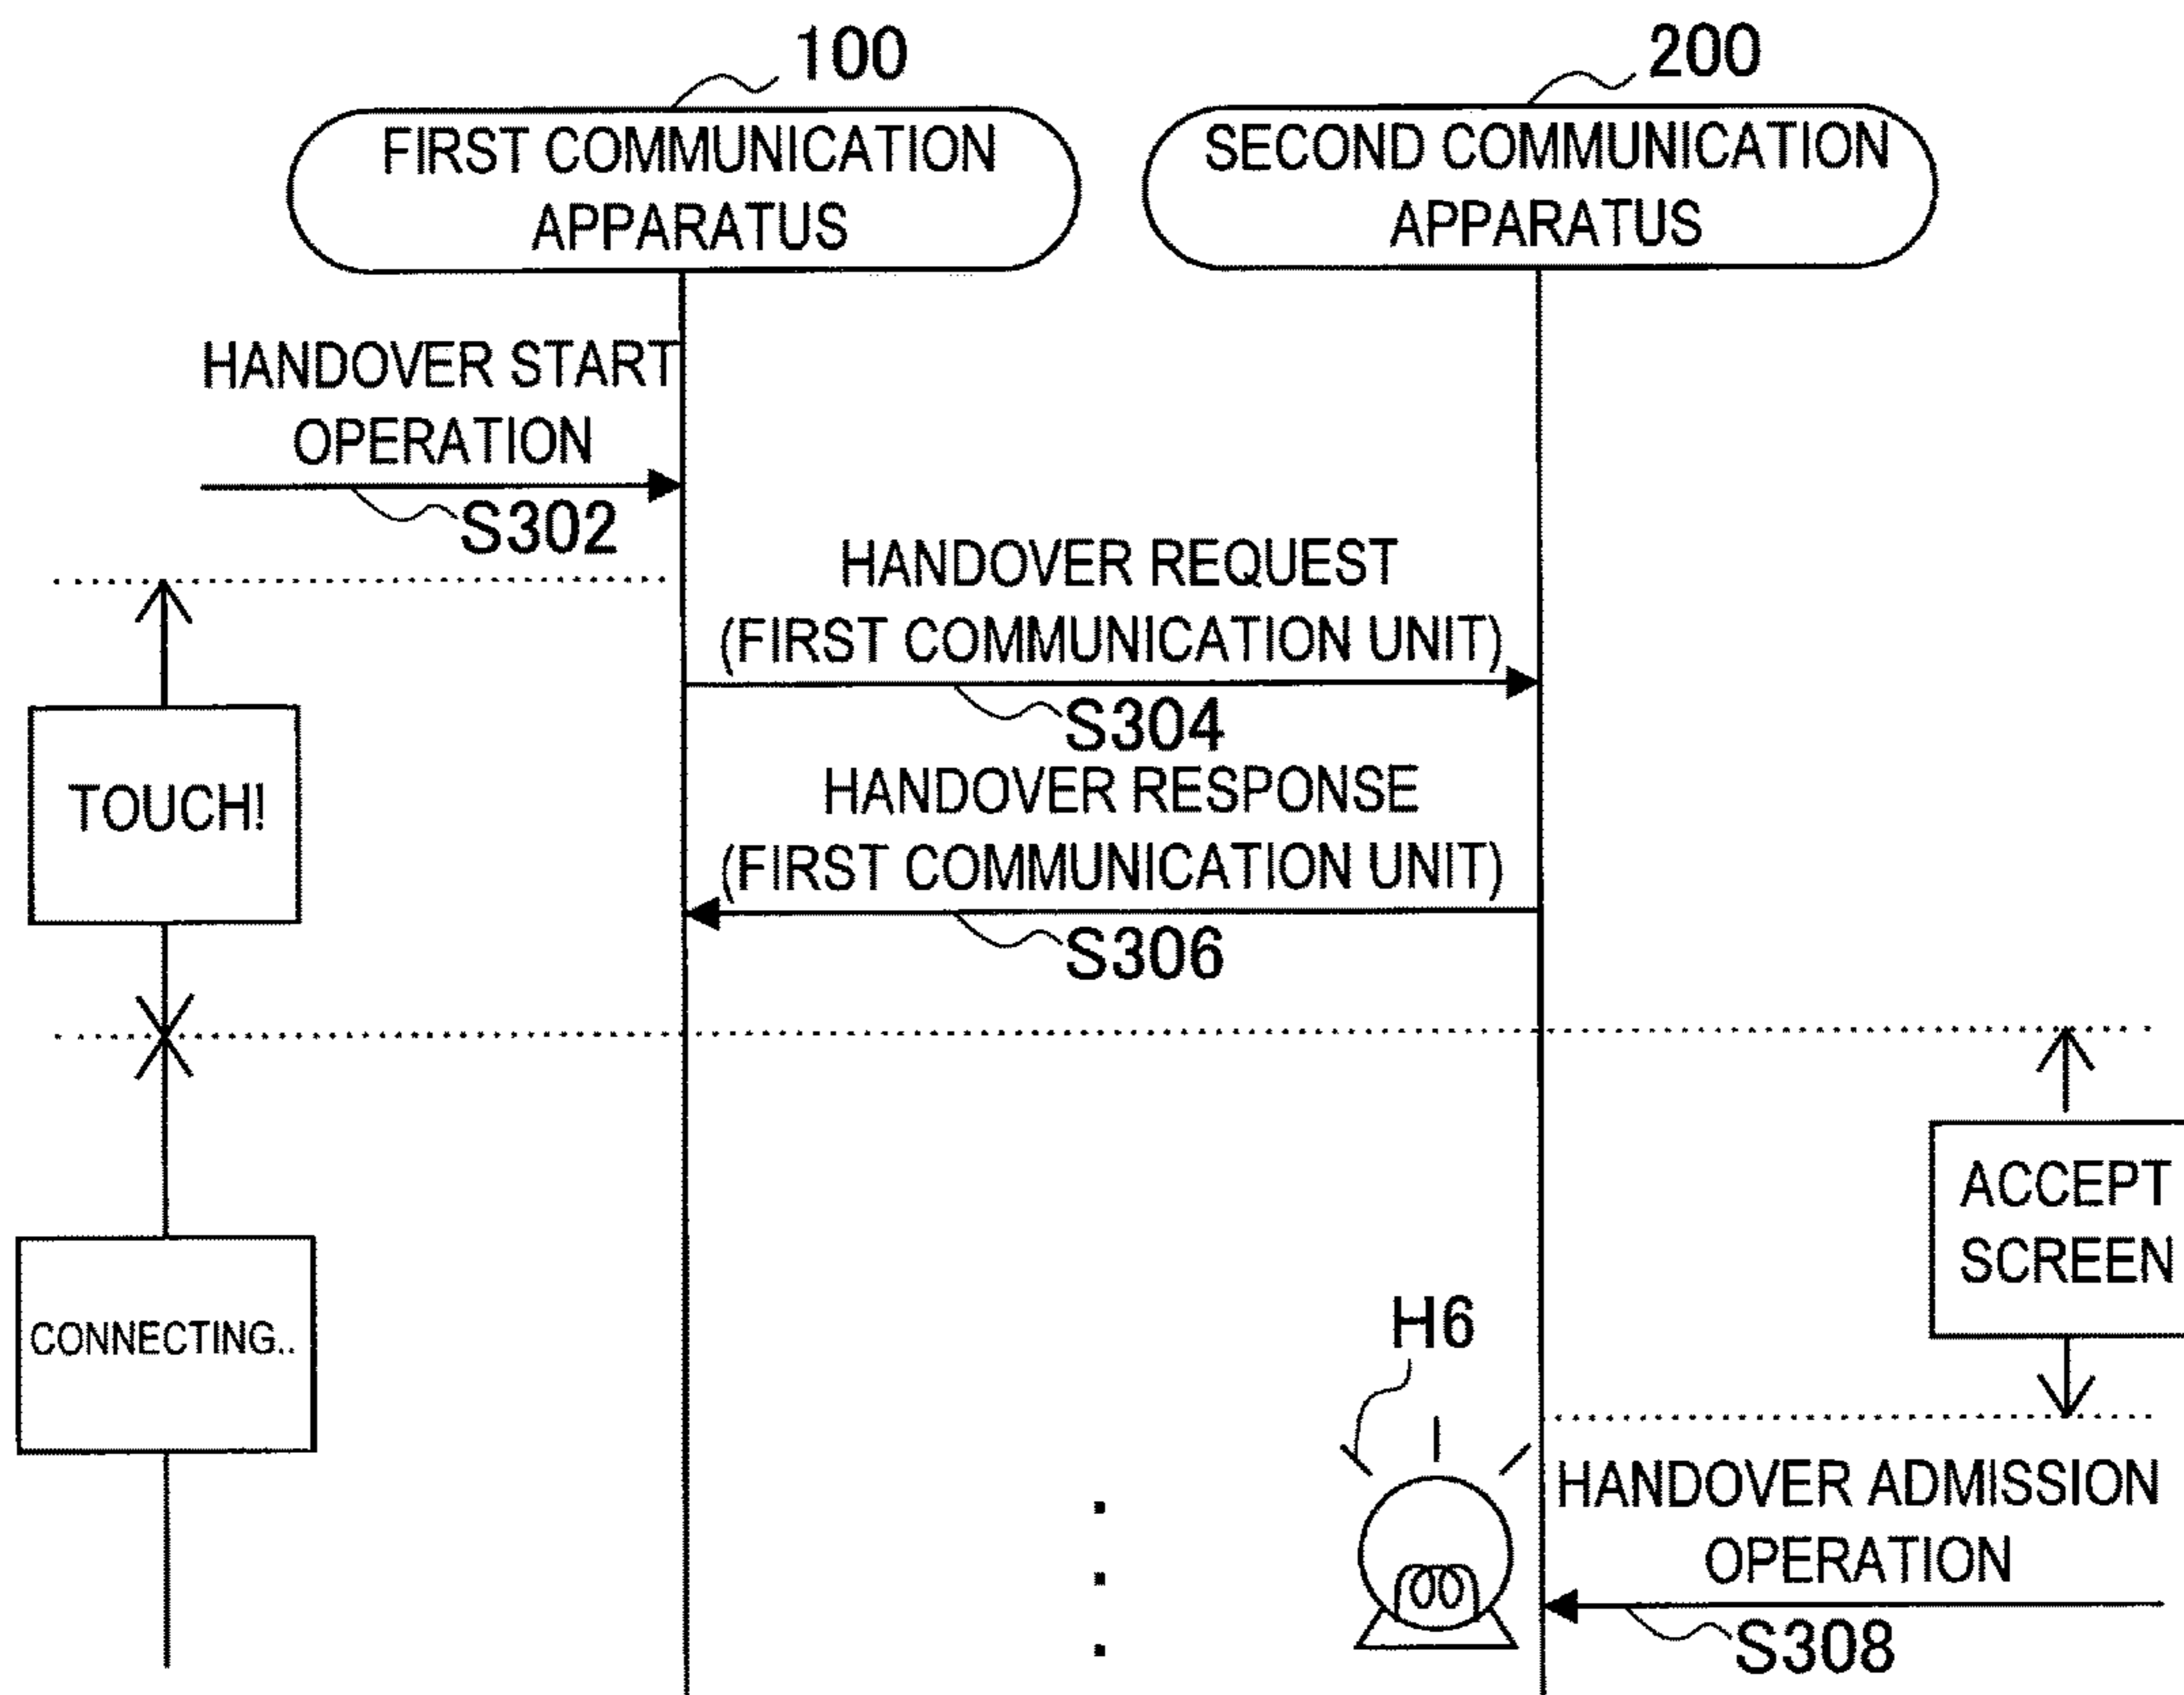 100
200
FIRST COMMUNICATION
APPARATUS
SECOND COMMUNICATION
APPARATUS
HANDOVER START
OPERATION
S302
HANDOVER REQUEST
(FIRST COMMUNICATION UNIT)
S304
TOUCH!
HANDOVER RESPONSE
(FIRST COMMUNICATION UNIT)
S306
ACCEPT
SCREEN
CONNECTING..
H6
HANDOVER ADMISSION
OPERATION
S308